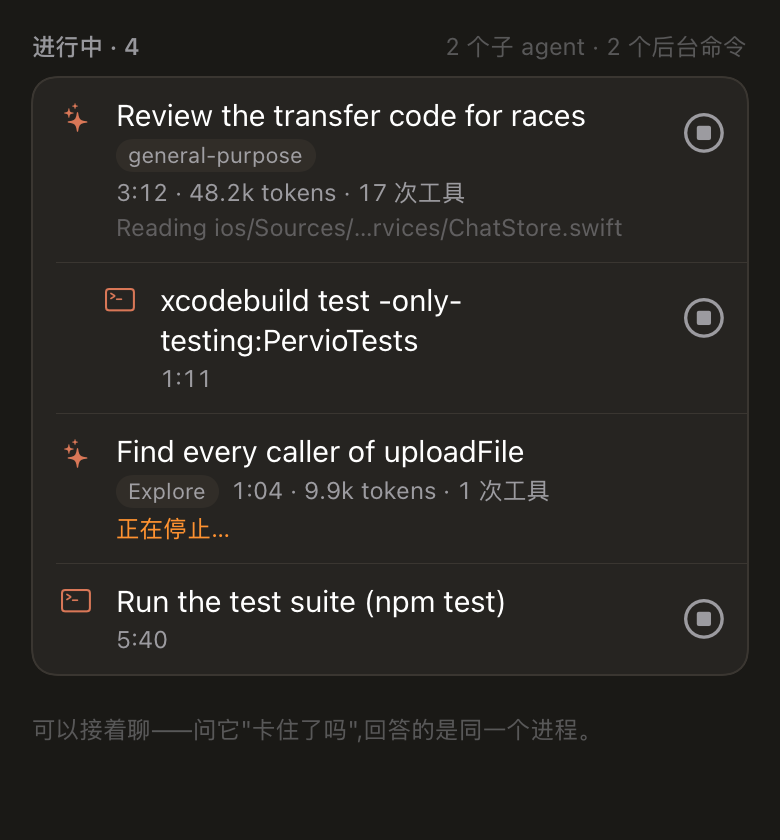 进行中 · 4
2 个子 agent · 2 个后台命令
Review the transfer code for races
general-purpose
3:12 · 48.2k tokens · 17 次工具
Reading ios/Sources/...rvices/ChatStore.swift
xcodebuild test -only-
testing:PervioTests
1:11
Find every caller of uploadFile
Explore 1:04 · 9.9k tokens · 1 次工具
正在停止...
Run the test suite (npm test)
5:40
可以接着聊——问它"卡住了吗",回答的是同一个进程。